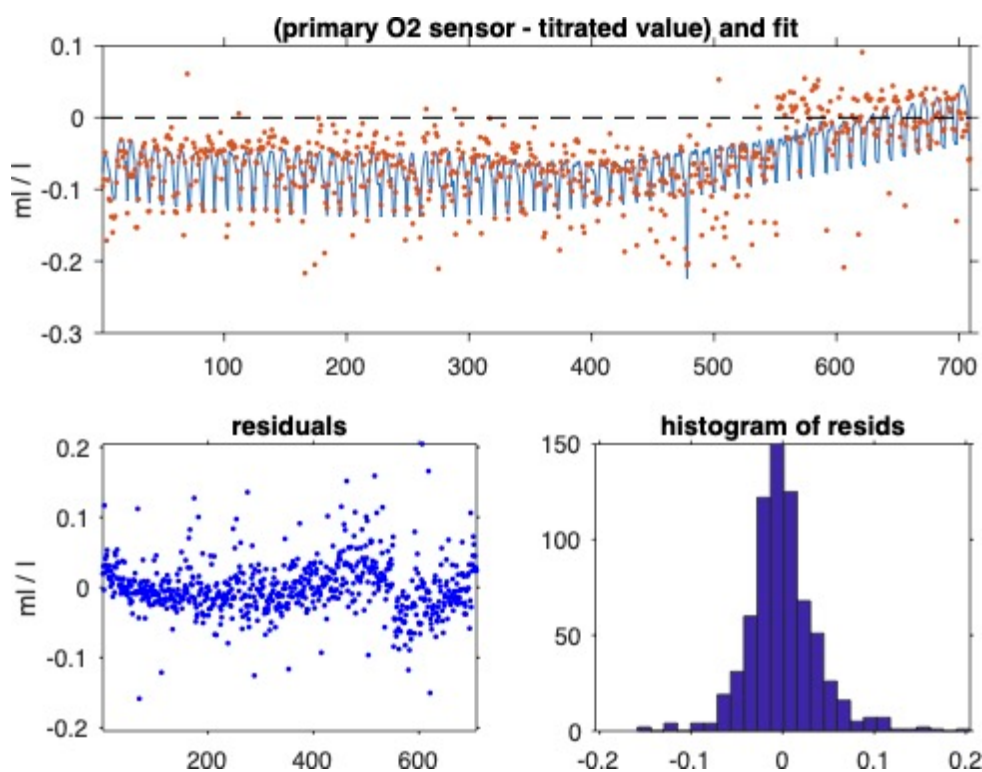 (primary O2 sensor - titrated value) and fit
0.1
0
-0.1
-0.2
-0.3
ml / l
100 200 300 400 500 600 700
residuals
0.2
0.1
0
-0.1
-0.2
ml / l
200 400 600
histogram of resids
150
100
50
0
-0.2 -0.1 0 0.1 0.2